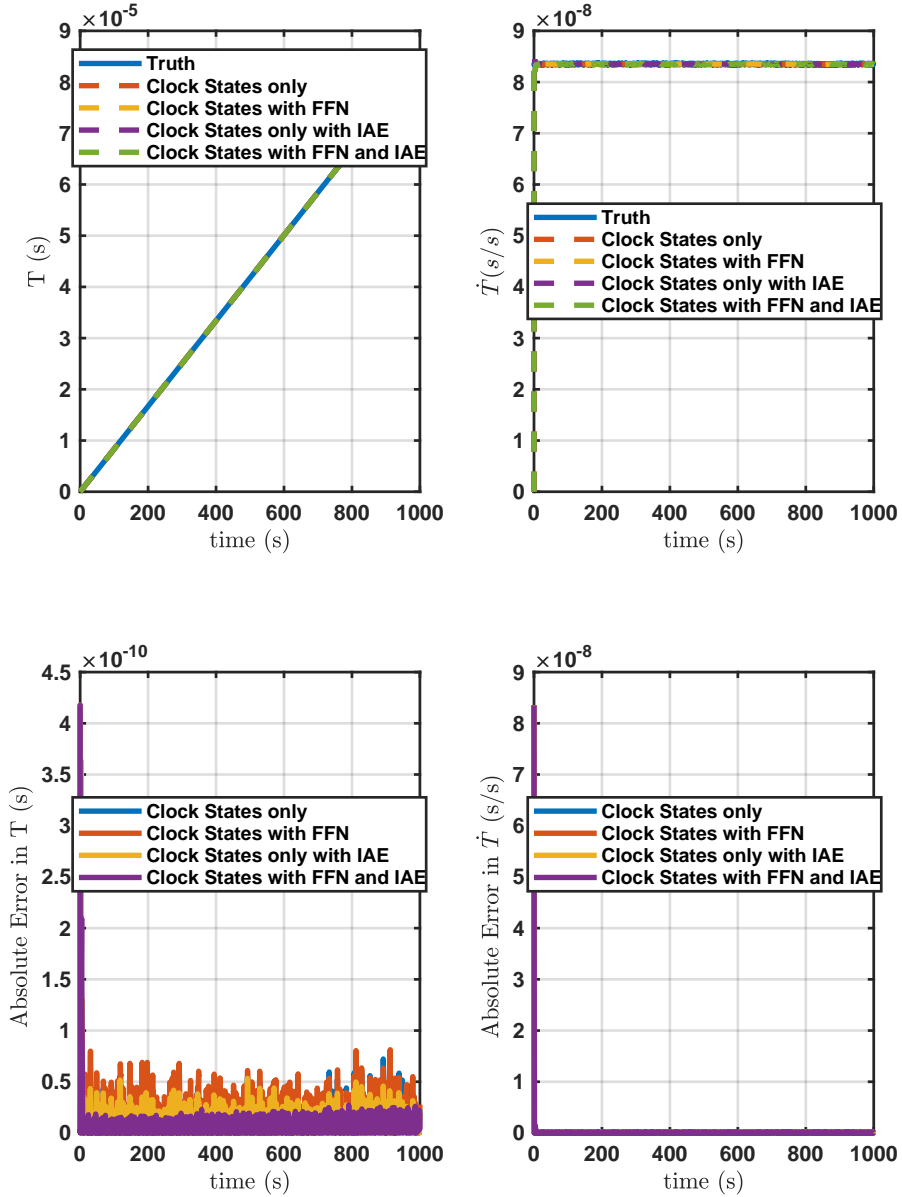 ×10⁻⁵
9
8
7
6
5
4
3
2
1
0
T (s)
Truth
Clock States only
Clock States with FFN
Clock States only with IAE
Clock States with FFN and IAE
0 200 400 600 800 1000
time (s)
×10⁻⁸
9
8
7
6
5
4
3
2
1
0
Ṫ(s/s)
Truth
Clock States only
Clock States with FFN
Clock States only with IAE
Clock States with FFN and IAE
0 200 400 600 800 1000
time (s)
×10⁻¹⁰
4.5
4
3.5
3
2.5
2
1.5
1
0.5
0
Absolute Error in T (s)
Clock States only
Clock States with FFN
Clock States only with IAE
Clock States with FFN and IAE
0 200 400 600 800 1000
time (s)
×10⁻⁸
9
8
7
6
5
4
3
2
1
0
Absolute Error in Ṫ (s/s)
Clock States only
Clock States with FFN
Clock States only with IAE
Clock States with FFN and IAE
0 200 400 600 800 1000
time (s)